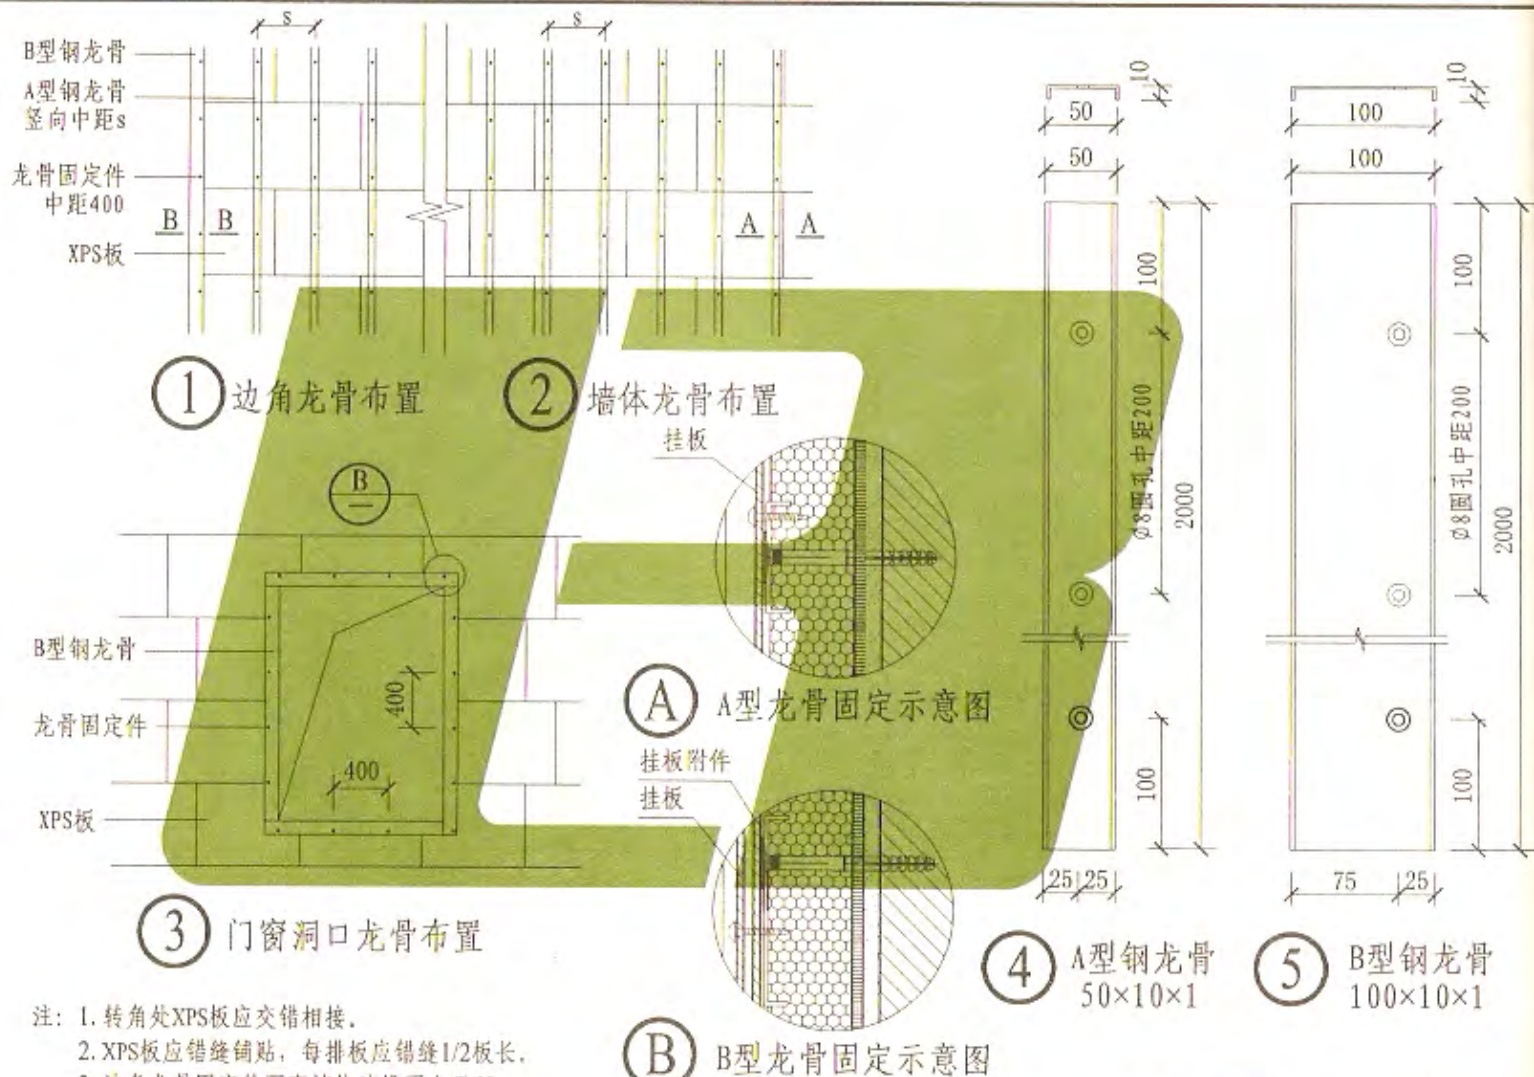 s
s
B型钢龙骨
A型钢龙骨
竖向中距s
龙骨固定件
中距400
XPS板
B B
A A
① 边角龙骨布置
② 墙体龙骨布置
B
B型钢龙骨
龙骨固定件
XPS板
400
400
③ 门窗洞口龙骨布置
挂板
A A型龙骨固定示意图
挂板附件
挂板
B B型龙骨固定示意图
10
50
50
100
Ø8圆孔中距200
2000
100
25 25
④ A型钢龙骨
50×10×1
10
100
100
100
Ø8圆孔中距200
2000
100
75 25
⑤ B型钢龙骨
100×10×1
注: 1. 转角处XPS板应交错相接。
2. XPS板应错缝铺贴, 每排板应错缝1/2板长。